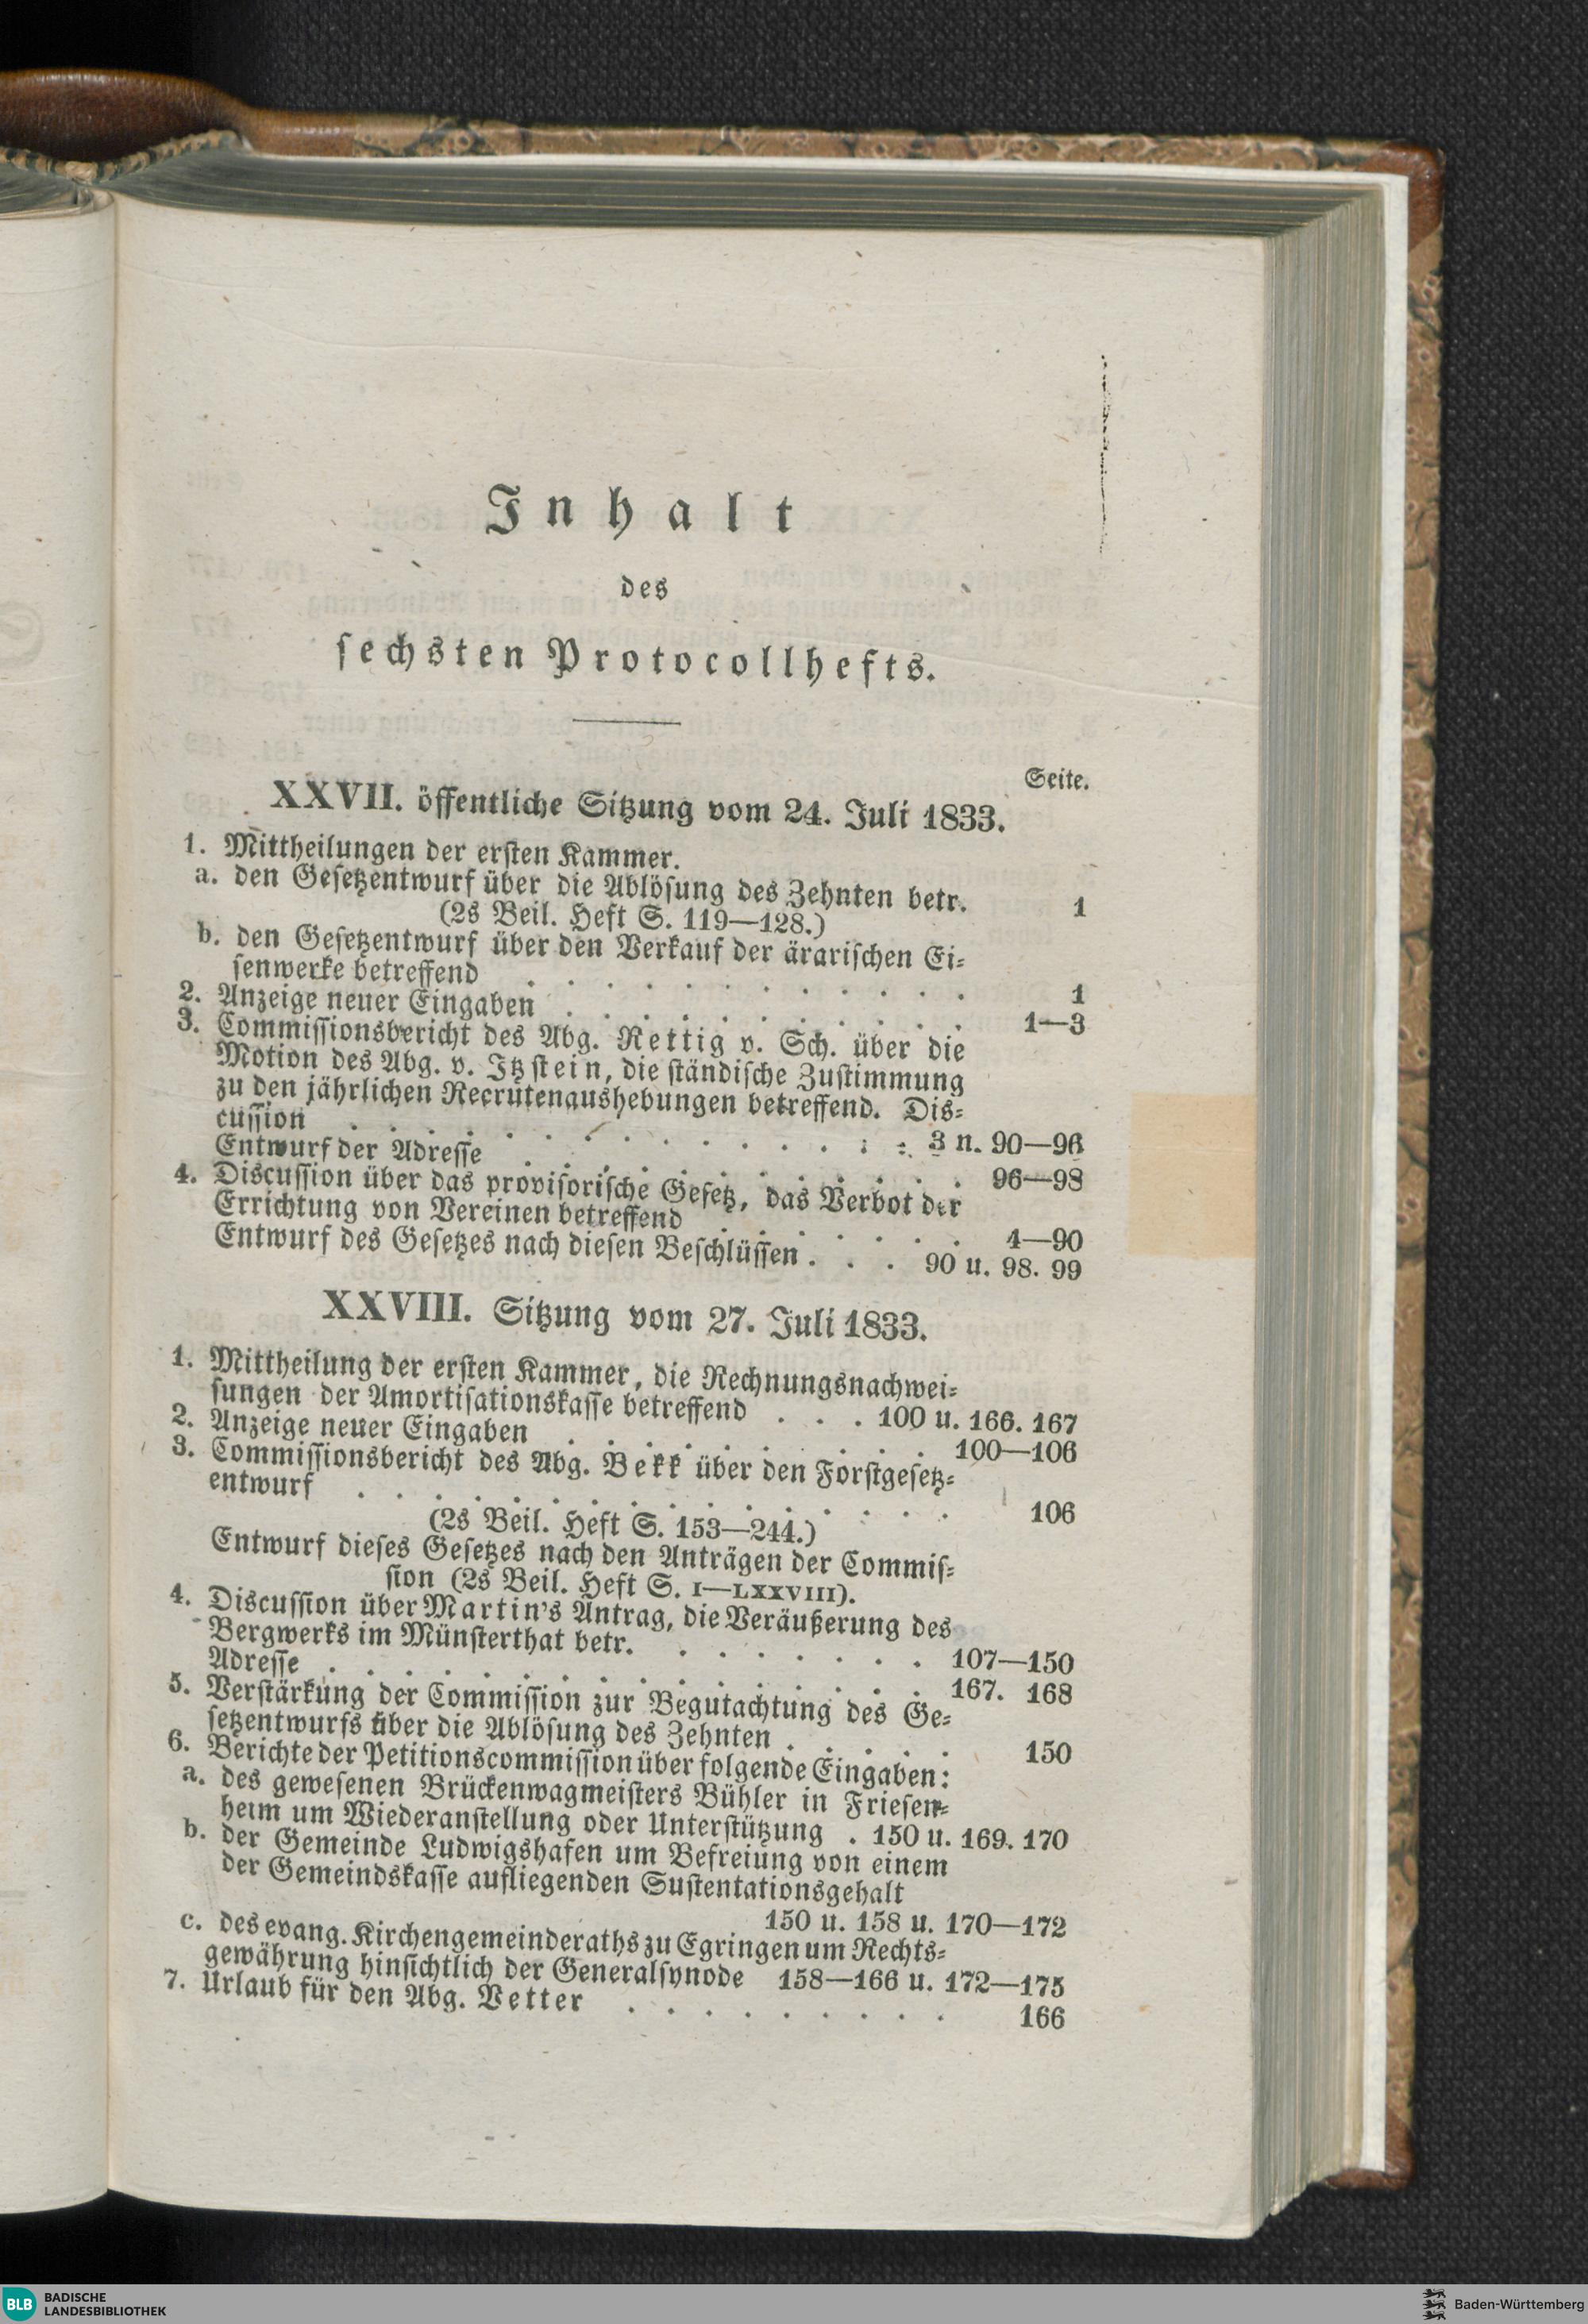 Inhalt
des
sechsten Protocollhefts.
Seite.
XXVII. öffentliche Sitzung vom 24. Juli 1833.
1. Mittheilungen der ersten Kammer.
a. den Gesetzentwurf über die Ablösung des Zehnten betr. 1
(2s Beil. Heft S. 119—128.)
b. den Gesetzentwurf über den Verkauf der ärarischen Ei-
senwerke betreffend . . . . . . . . . . . . 1
2. Anzeige neuer Eingaben . . . . . . . . . . . 1—3
3. Commissionsbericht des Abg. Rettig v. Sch. über die
Motion des Abg. v. Itzstein, die ständische Zustimmung
zu den jährlichen Recrutenaushebungen betreffend. Dis-
cussion . . . . . . . . . . . . . . . 3 n. 90—96
Entwurf der Adresse . . . . . . . . . . . . 96—98
4. Discussion über das provisorische Gesetz, das Verbot der
Errichtung von Vereinen betreffend . . . . . . . 4—90
Entwurf des Gesetzes nach diesen Beschlüssen . . . 90 u. 98. 99
XXVIII. Sitzung vom 27. Juli 1833.
1. Mittheilung der ersten Kammer, die Rechnungsnachwei-
sungen der Amortisationskasse betreffend . . . 100 u. 166. 167
2. Anzeige neuer Eingaben . . . . . . . . . . 100—106
3. Commissionsbericht des Abg. Bekk über den Forstgesetz-
entwurf . . . . . . . . . . . . . . . . 106
(2s Beil. Heft S. 153—244.)
Entwurf dieses Gesetzes nach den Anträgen der Commis-
sion (2s Beil. Heft S. I—LXXVIII).
4. Discussion über Martin's Antrag, die Veräußerung des
Bergwerks im Münsterthat betr. . . . . . . . . 107—150
Adresse . . . . . . . . . . . . . . . . 167. 168
5. Verstärkung der Commission zur Begutachtung des Ge-
setzentwurfs über die Ablösung des Zehnten . . . . . 150
6. Berichte der Petitionscommission über folgende Eingaben:
a. des gewesenen Brückenwagmeisters Bühler in Friesen-
heim um Wiederanstellung oder Unterstützung . 150 u. 169. 170
b. der Gemeinde Ludwigshafen um Befreiung von einem
der Gemeindskasse aufliegenden Sustentationsgehalt
150 u. 158 u. 170—172
c. des evang. Kirchengemeinderaths zu Egringen um Rechts-
gewährung hinsichtlich der Generalsynode 158—166 u. 172—175
7. Urlaub für den Abg. Vetter . . . . . . . . . 166
BLB BADISCHE
LANDESBIBLIOTHEK
Baden-Württemberg